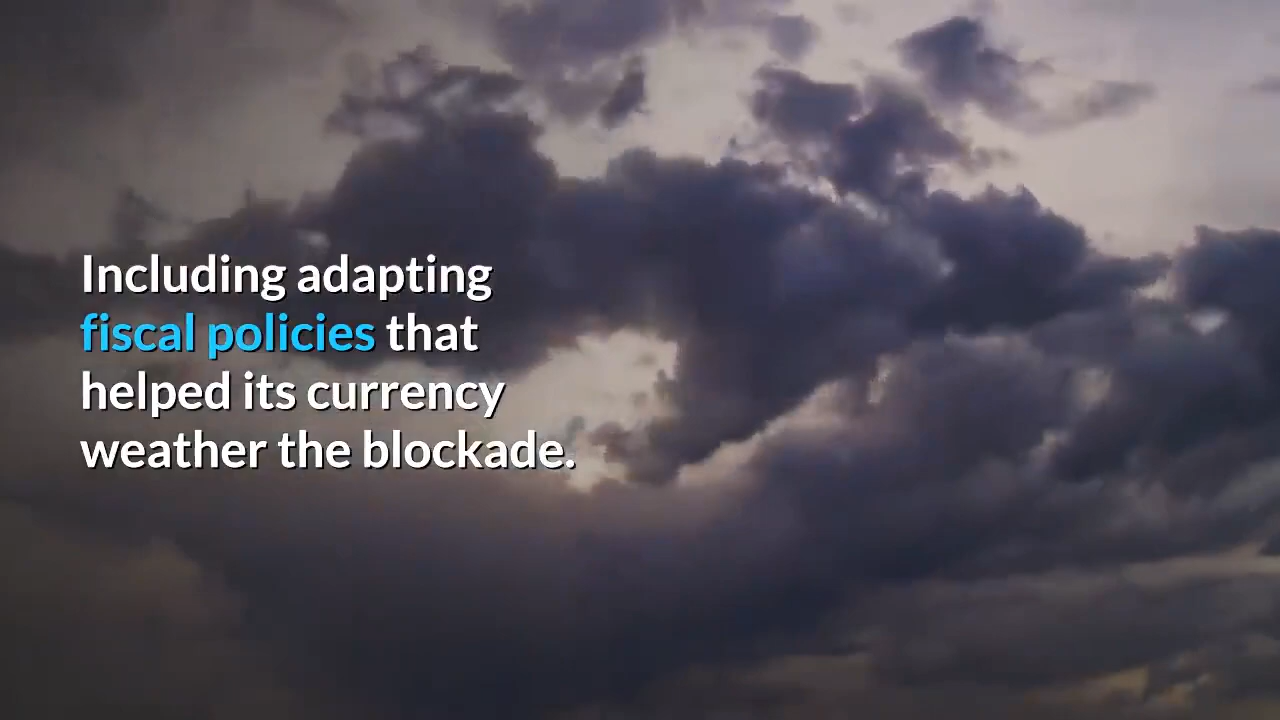 Including adapting
fiscal policies that
helped its currency
weather the blockade.